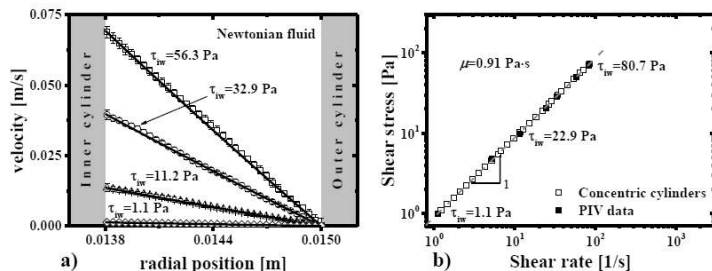 0.075
0.050
0.025
0.000
velocity [m/s]
Inner cylinder
Newtonian fluid
τiw=56.3 Pa
τiw=32.9 Pa
τiw=11.2 Pa
τiw=1.1 Pa
Outer cylinder
0.0138
0.0144
0.0150
a)
radial position [m]
10²
10¹
10⁰
Shear stress [Pa]
μ=0.91 Pa·s
τiw=80.7 Pa
τiw=22.9 Pa
1
τiw=1.1 Pa
Concentric cylinders
PIV data
10⁰
10¹
10²
10³
b)
Shear rate [1/s]